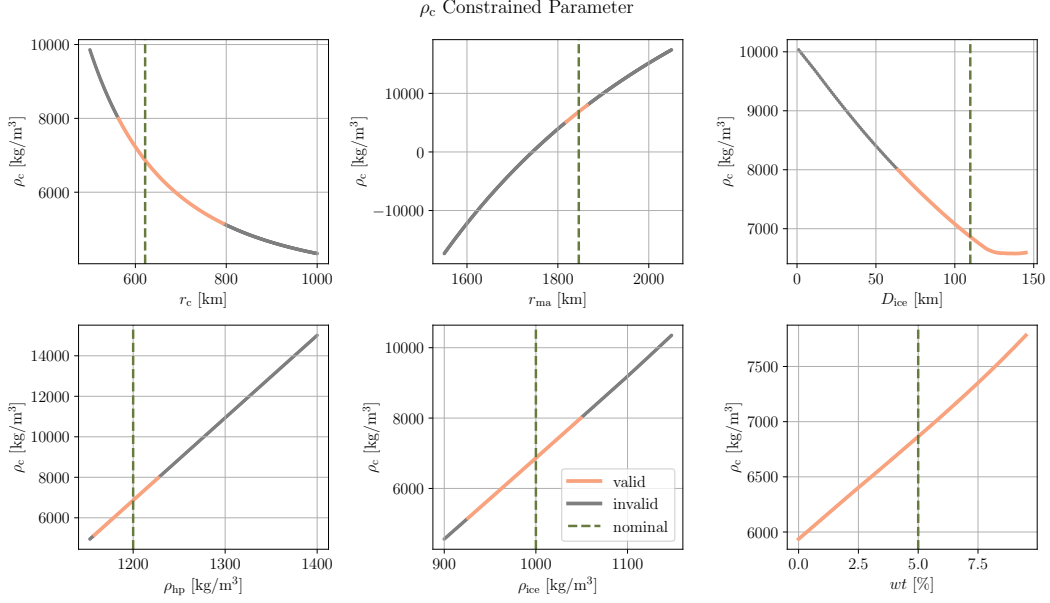 ρc Constrained Parameter
10000
8000
6000
ρc [kg/m³]
600
800
1000
rc [km]
10000
0
−10000
ρc [kg/m³]
1600
1700
1800
1900
2000
rma [km]
10000
9000
8000
7000
ρc [kg/m³]
0
50
100
150
Dice [km]
14000
12000
10000
8000
6000
ρc [kg/m³]
1200
1300
1400
ρhp [kg/m³]
10000
8000
6000
ρc [kg/m³]
900
1000
1100
ρice [kg/m³]
valid
invalid
nominal
7500
7000
6500
6000
ρc [kg/m³]
0.0
2.5
5.0
7.5
wt [%]